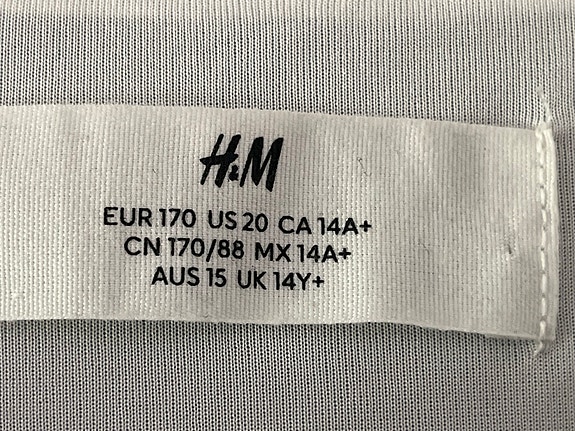 H&M
EUR 170 US 20 CA 14A+
CN 170/88 MX 14A+
AUS 15 UK 14Y+